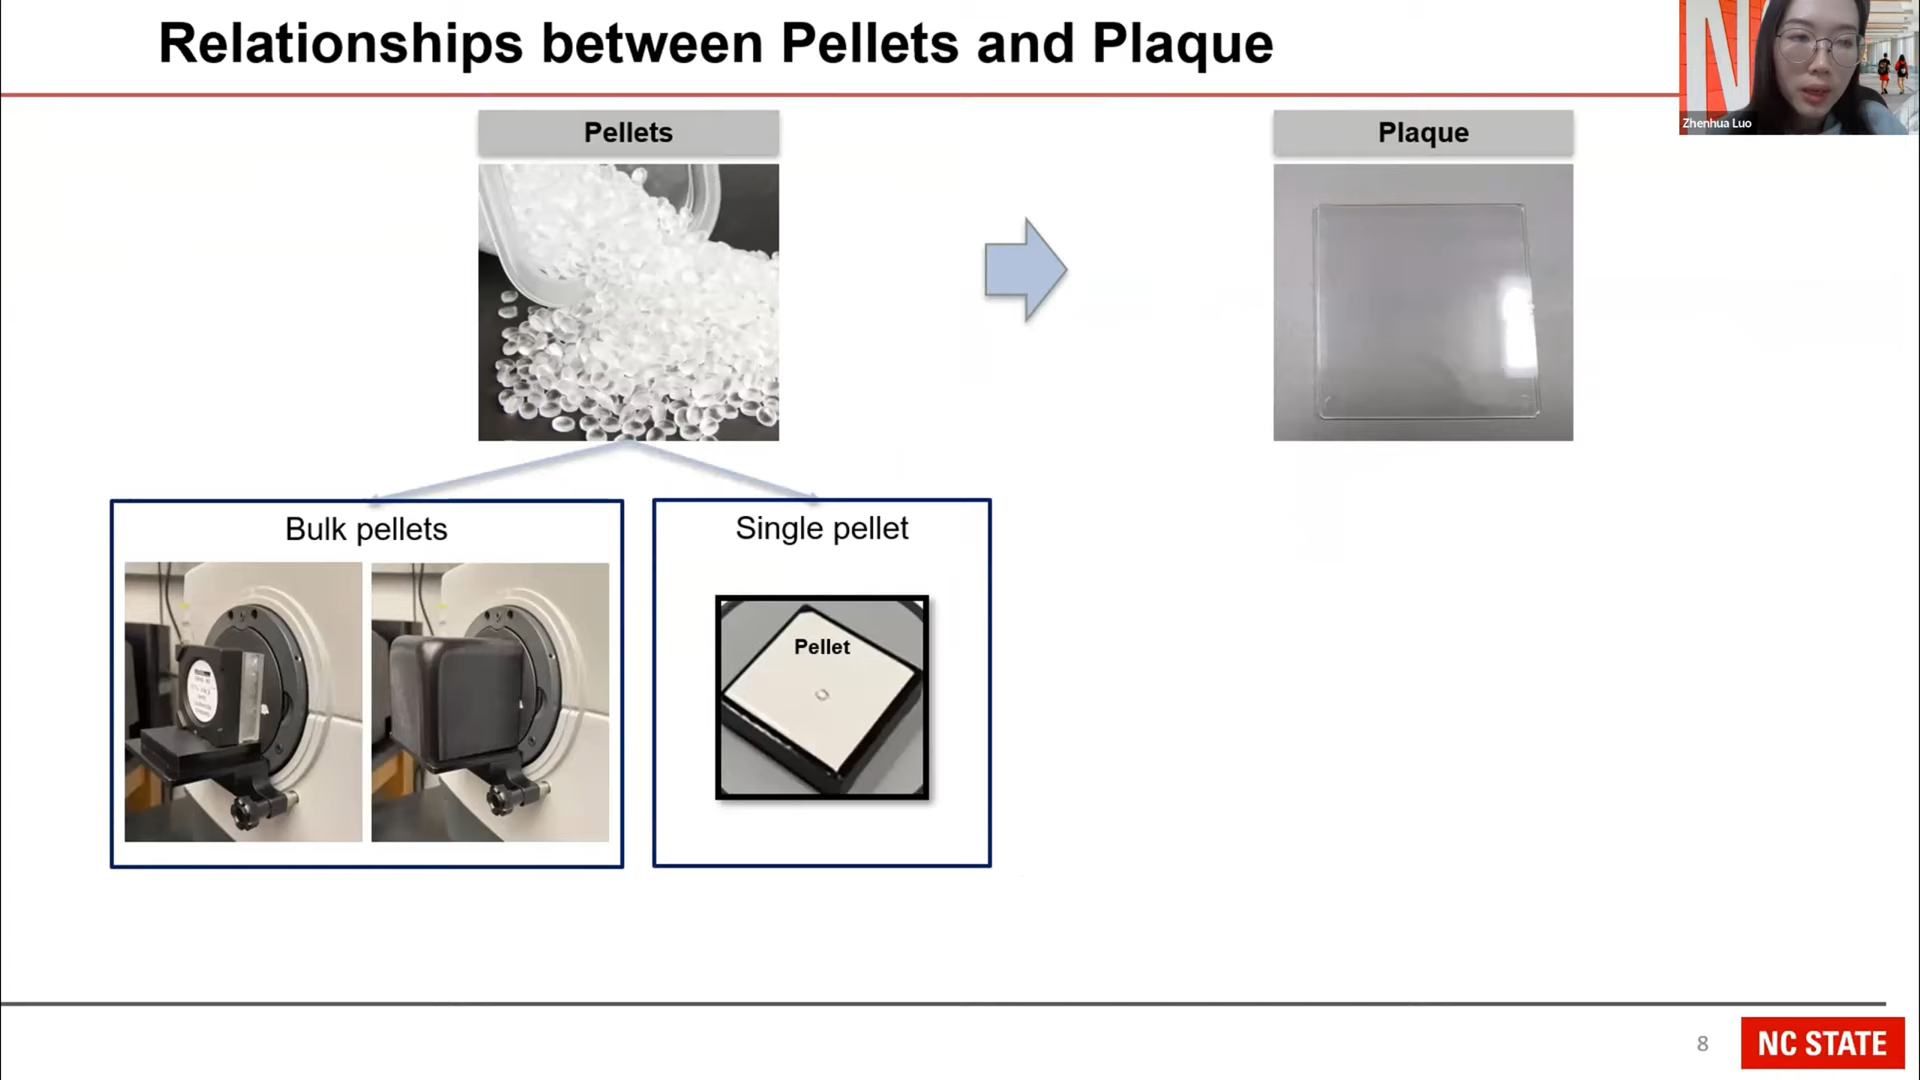 Relationships between Pellets and Plaque
Zhenhua Luo
Pellets
Plaque
Bulk pellets
Single pellet
Pellet
8
NC STATE